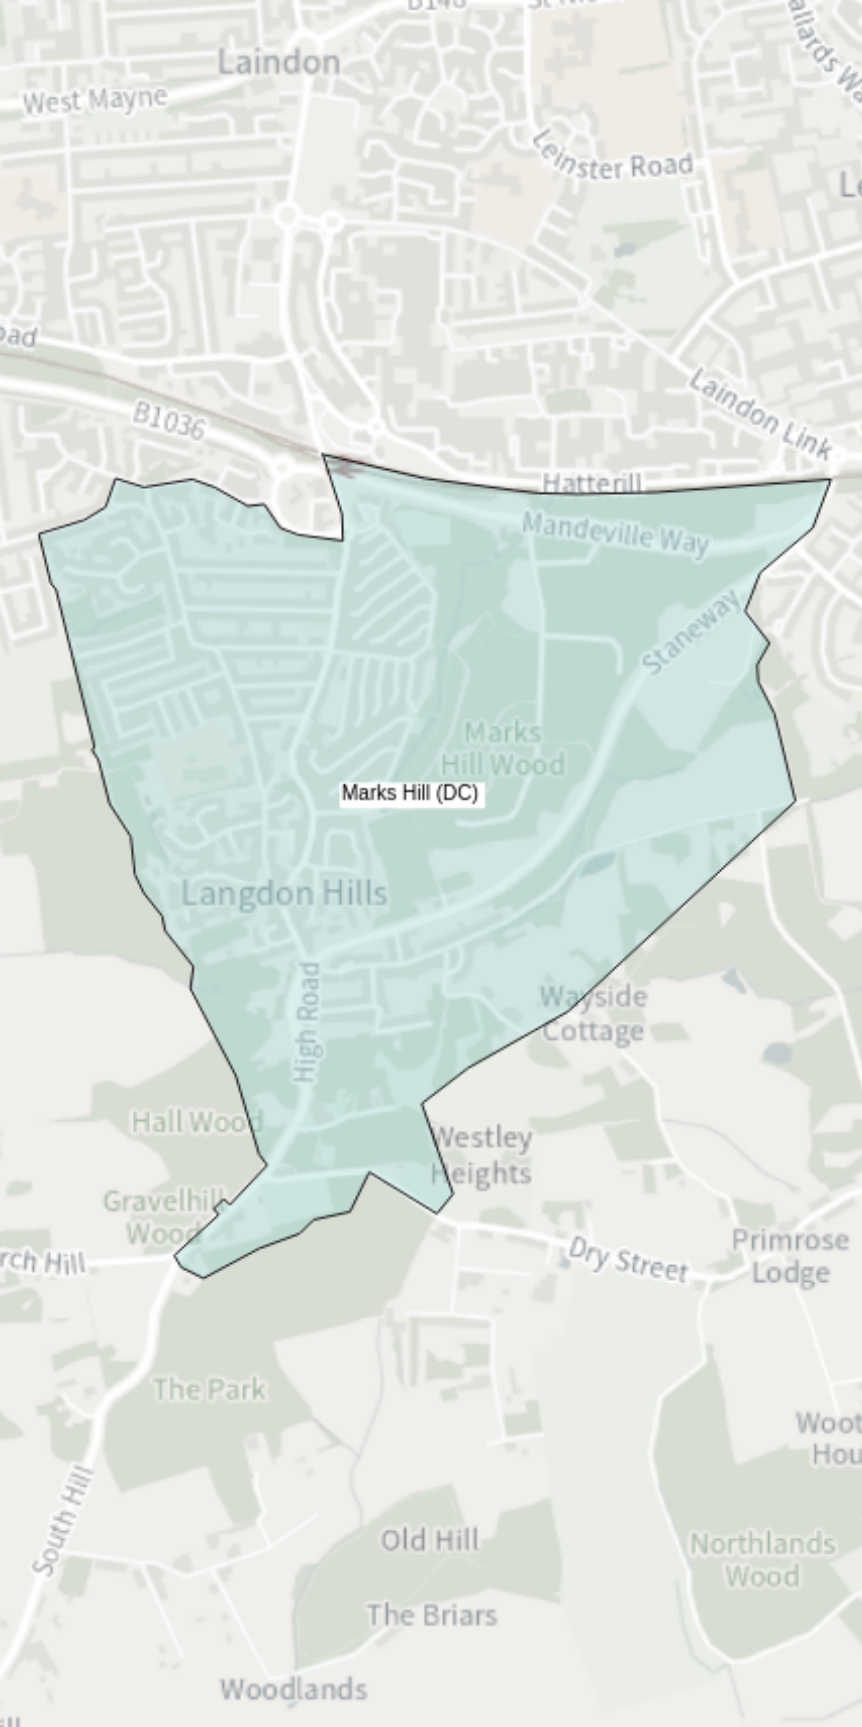 Laindon
West Mayne
Leinster Road
B1036
Laindon Link
Hatterill
Mandeville Way
Staneway
Marks
Hill Wood
Marks Hill (DC)
Langdon Hills
High Road
Wayside
Cottage
Hall Wood
Westley
Heights
Gravelhill
Wood
Dry Street
Primrose
Lodge
The Park
South Hill
Old Hill
Northlands
Wood
The Briars
Woodlands